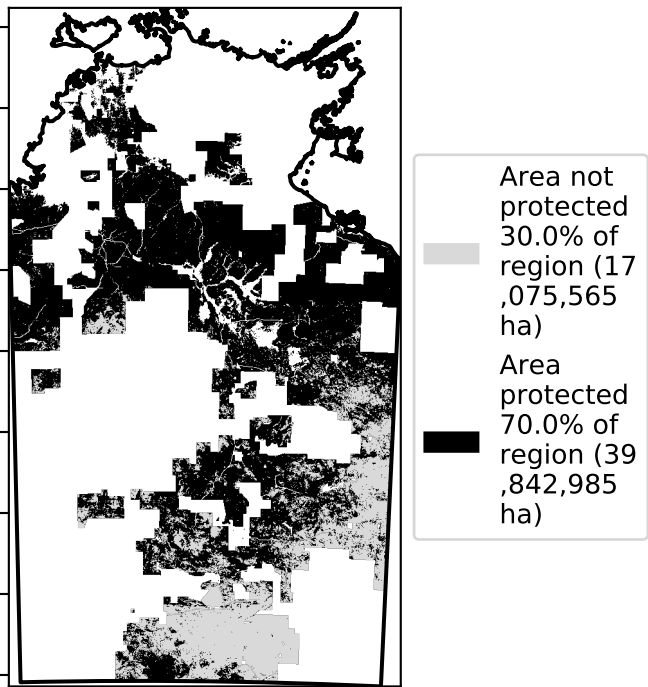 Area not
protected
30.0% of
region (17
,075,565
ha)
Area
protected
70.0% of
region (39
,842,985
ha)